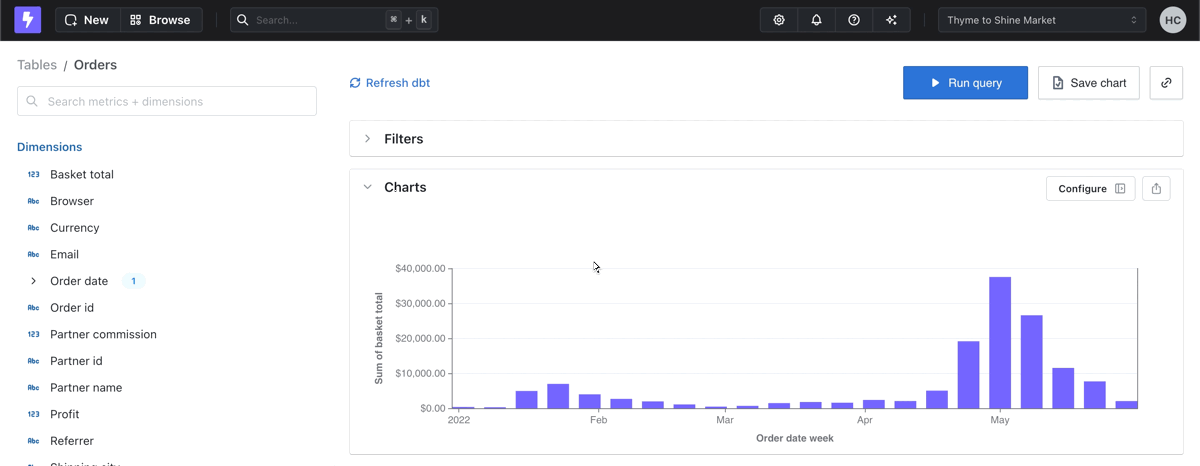 New
Browse
Search...
⌘ + k
Thyme to Shine Market
HC
Tables / Orders
Search metrics + dimensions
Dimensions
123 Basket total
Abc Browser
Abc Currency
Abc Email
Order date 1
Abc Order id
123 Partner commission
Abc Partner id
Abc Partner name
123 Profit
Abc Referrer
Refresh dbt
Run query
Save chart
Filters
Charts
Configure
Sum of basket total
$40,000.00
$30,000.00
$20,000.00
$10,000.00
$0.00
2022 Feb Mar Apr May
Order date week